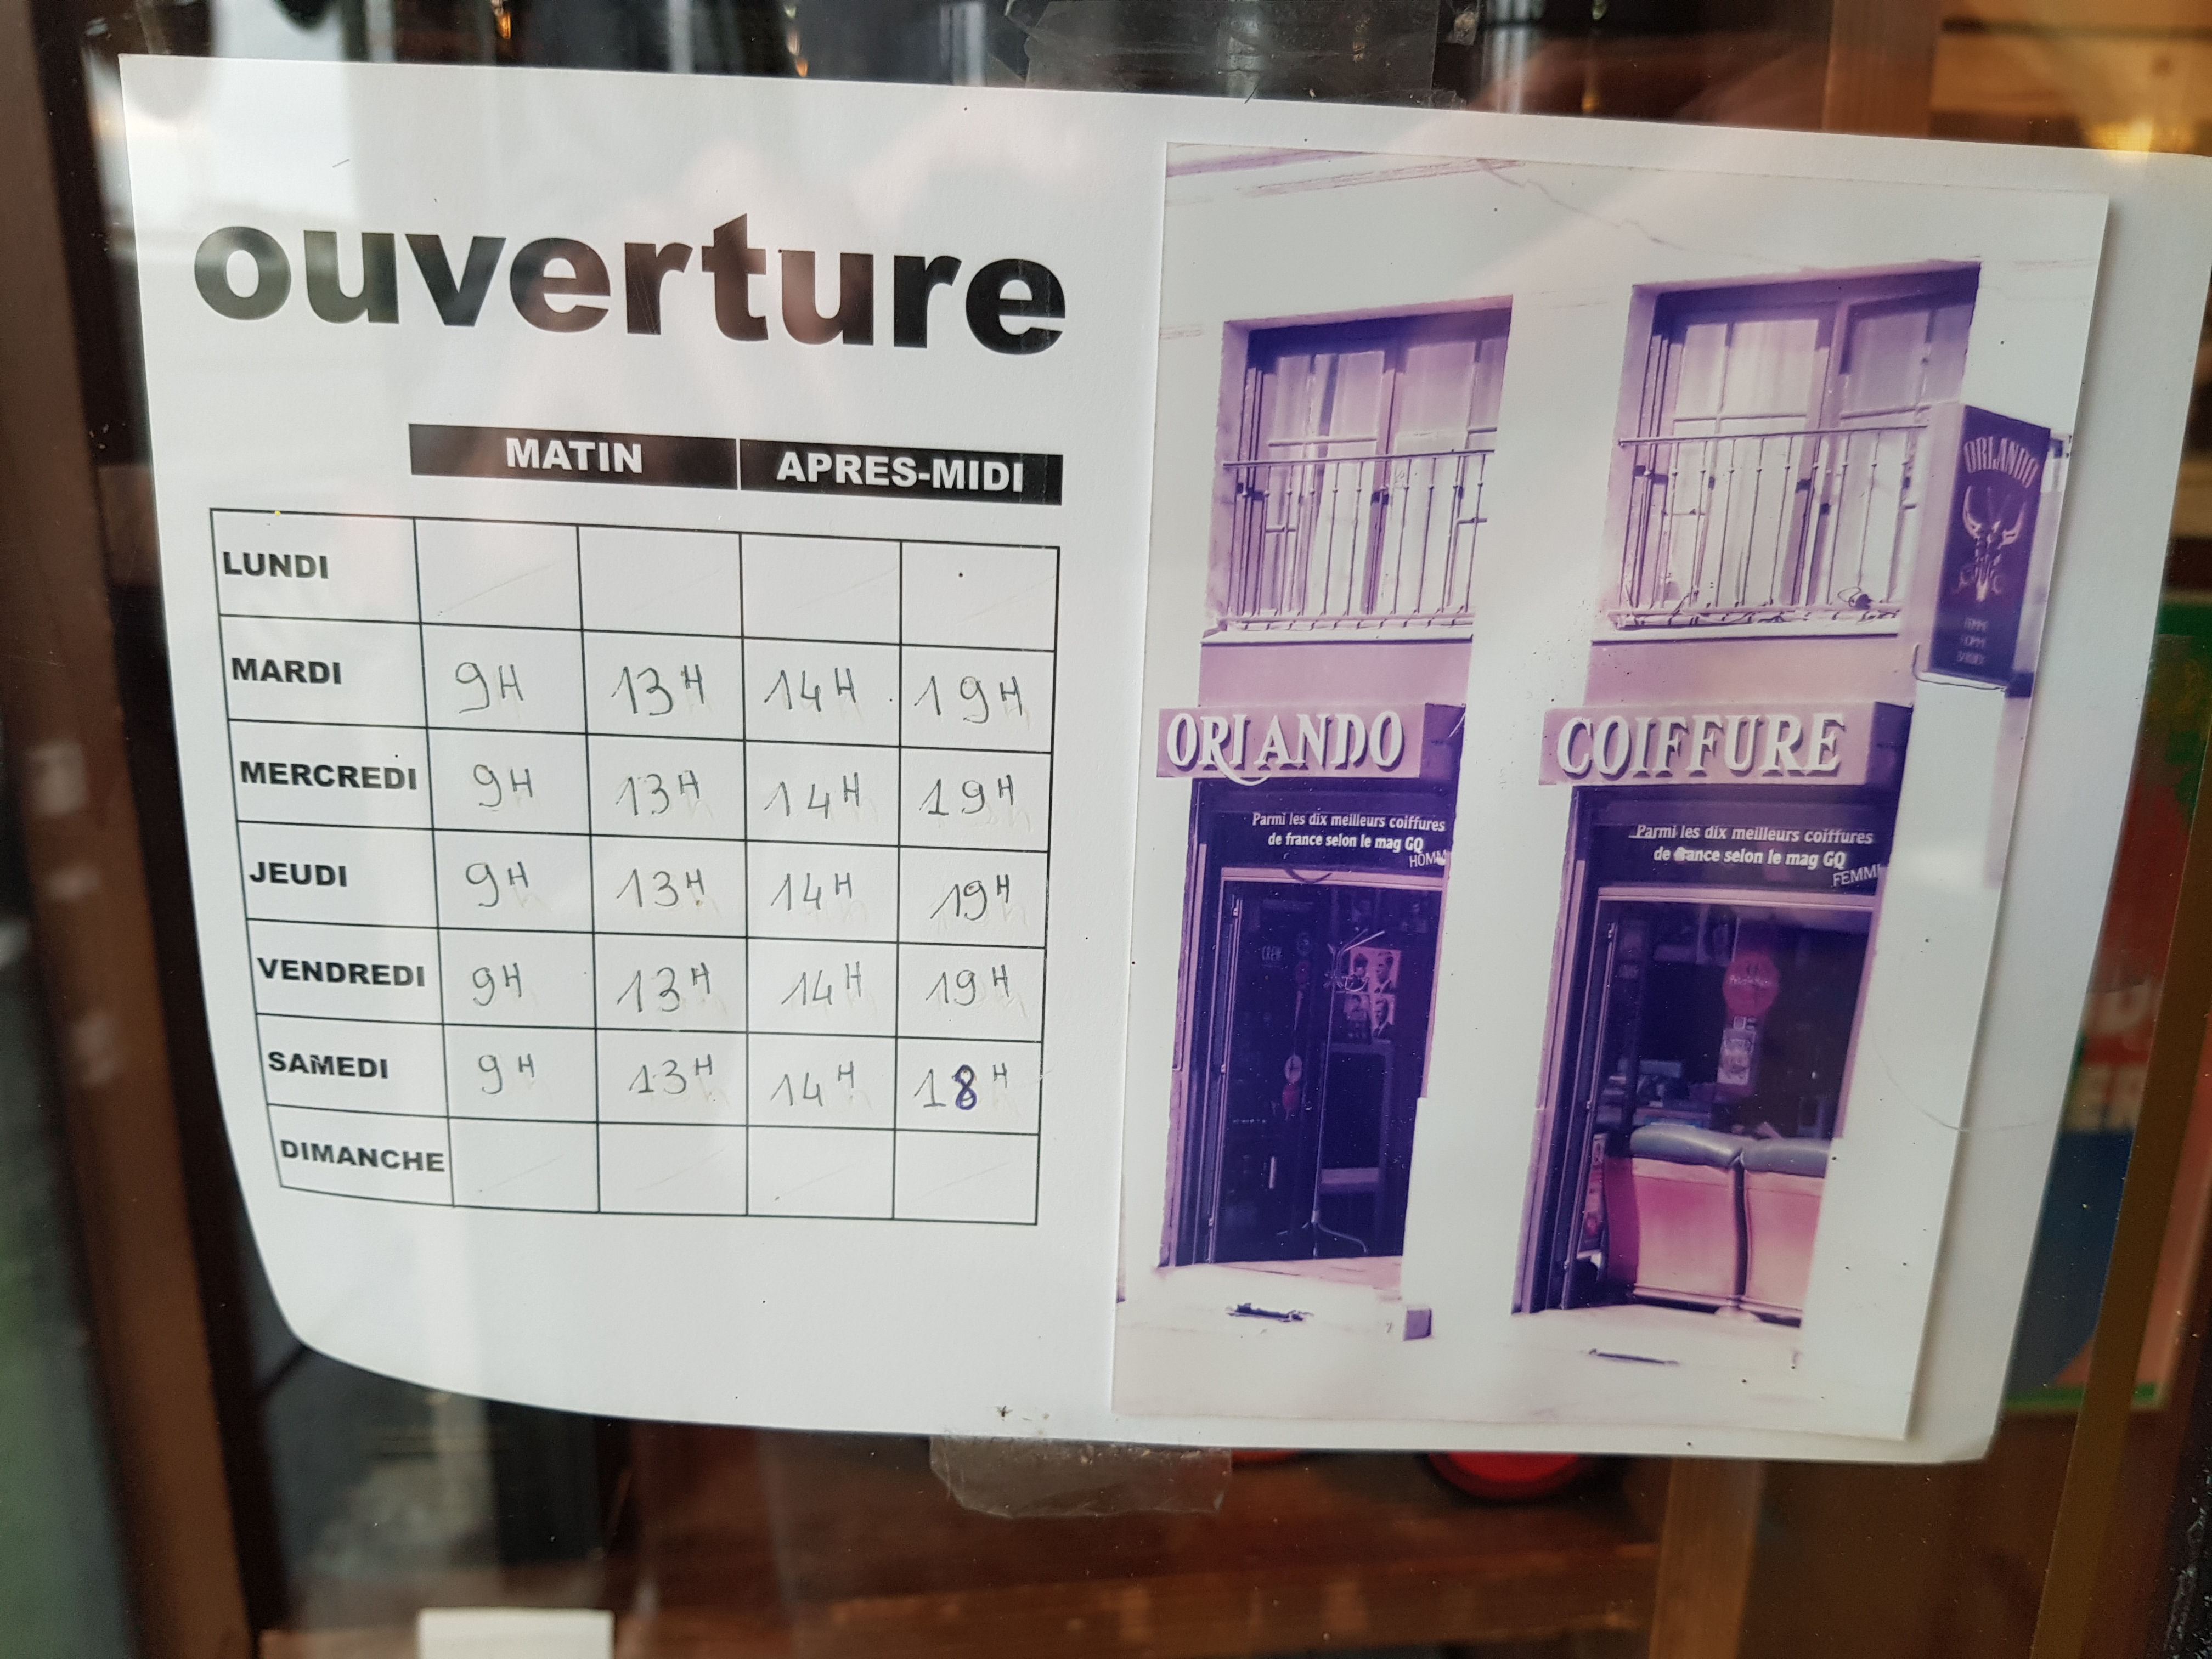 ouverture
MATIN APRES-MIDI
LUNDI
MARDI 9H 13H 14H 19H
MERCREDI 9H 13H 14H 19H
JEUDI 9H 13H 14H 19H
VENDREDI 9H 13H 14H 19H
SAMEDI 9H 13H 14H 18H
DIMANCHE
ORLANDO
ORLANDO
Parmi les dix meilleurs coiffures
de france selon le mag GQ
COIFFURE
Parmi les dix meilleurs coiffures
de france selon le mag GQ